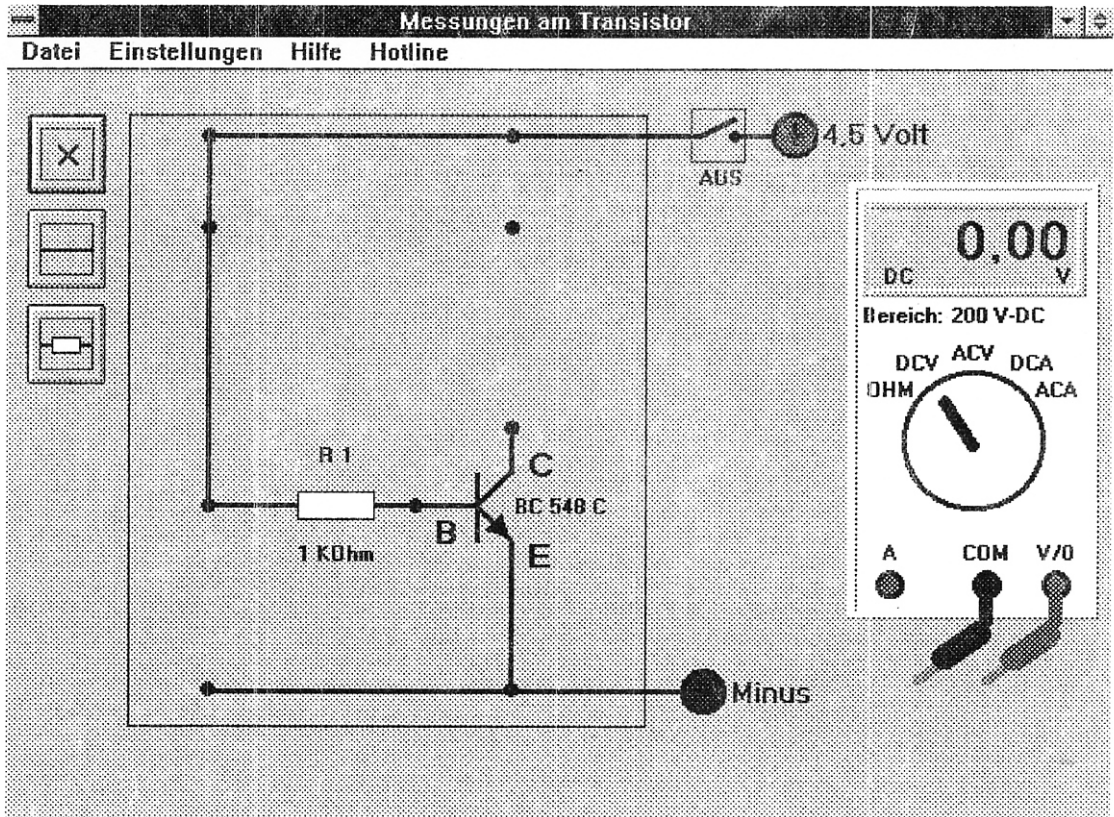 Messungen am Transistor
Datei Einstellungen Hilfe Hotline
4,5 Volt
AUS
0,00
DC V
Bereich: 200 V-DC
OHM DCV ACV DCA ACA
R 1
C
BC 548 C
B
1 KOhm
E
A COM V/0
Minus